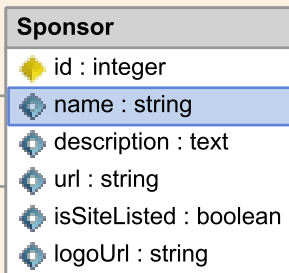 Sponsor
id : integer
name : string
description : text
url : string
isSiteListed : boolean
logoUrl : string